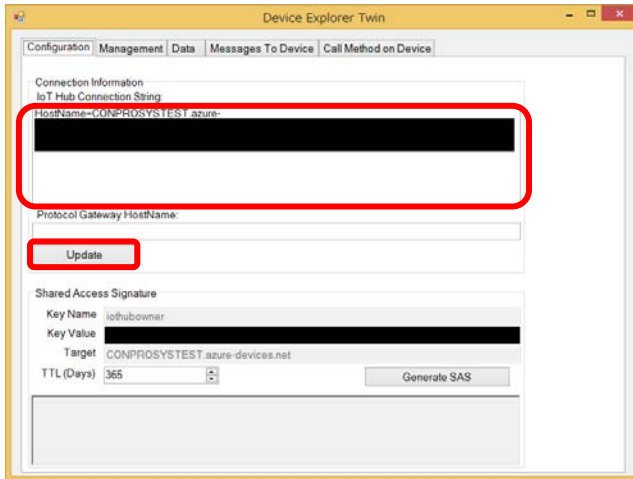 Device Explorer Twin
Configuration Management Data Messages To Device Call Method on Device
Connection Information
IoT Hub Connection String:
HostName=CONPROSYSTEST.azure-
Protocol Gateway HostName:
Update
Shared Access Signature
Key Name iothubowner
Key Value
Target CONPROSYSTEST.azure-devices.net
TTL (Days) 365
Generate SAS